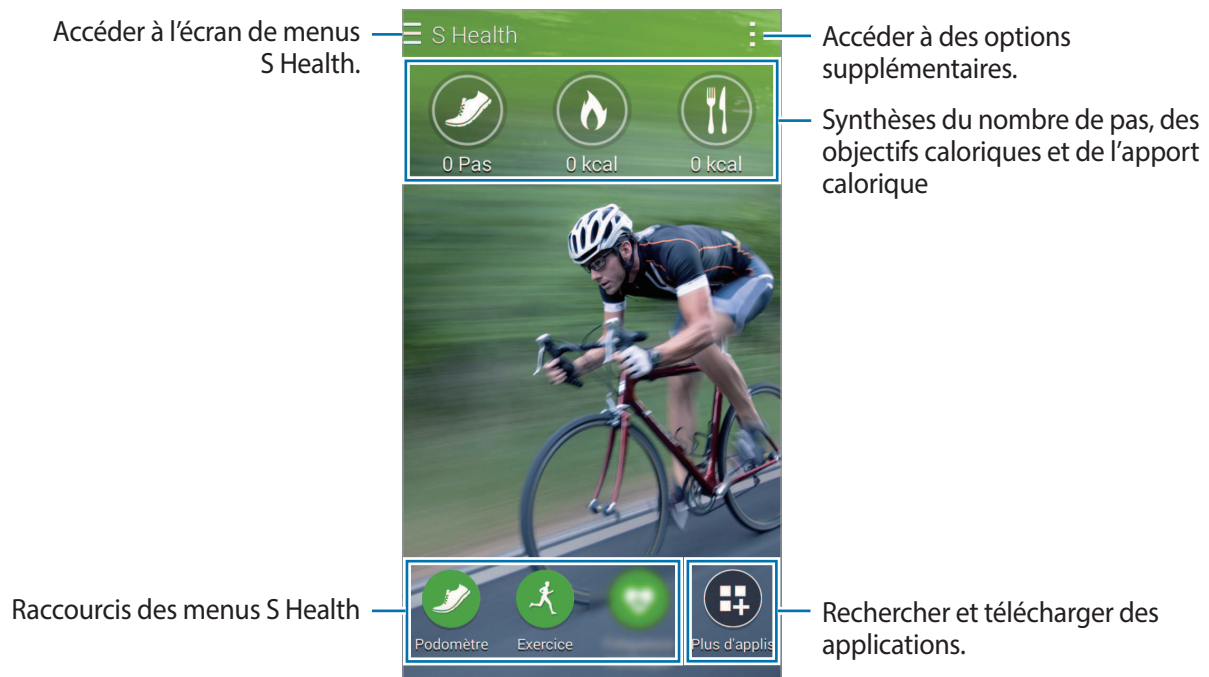 Accéder à l’écran de menus
S Health.
S Health
Accéder à des options
supplémentaires.
0 Pas
0 kcal
0 kcal
Synthèses du nombre de pas, des
objectifs caloriques et de l’apport
calorique
Raccourcis des menus S Health
Podomètre
Exercice
Plus d'applis
Rechercher et télécharger des
applications.